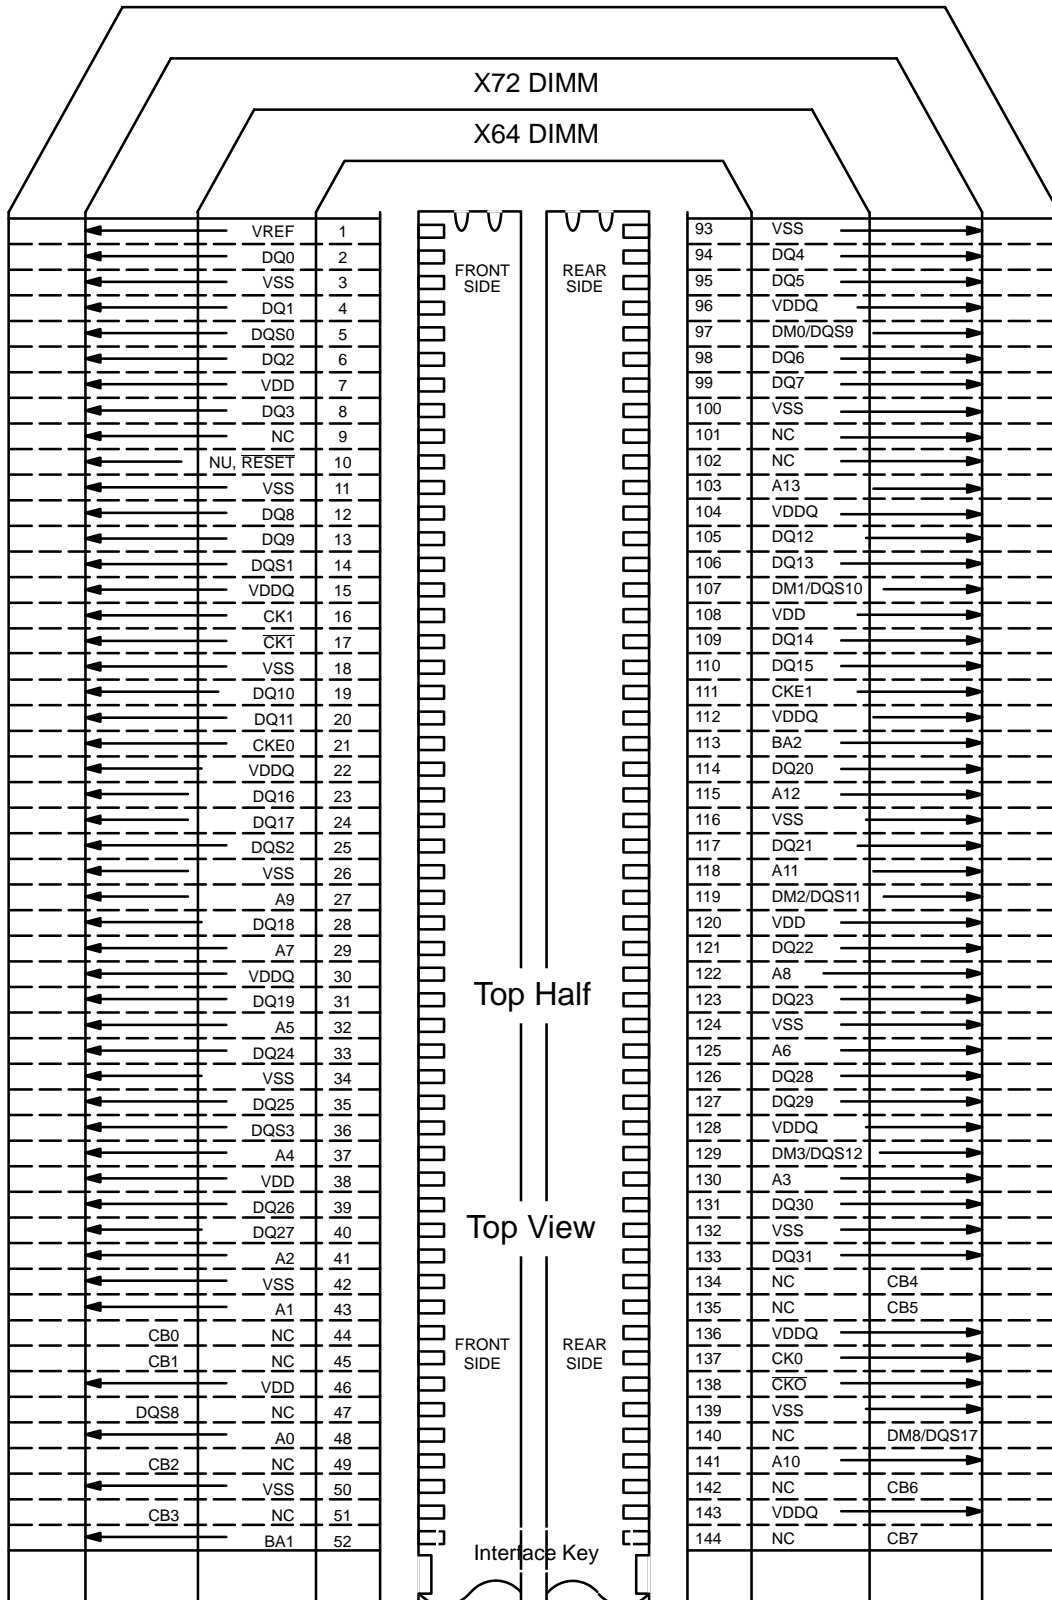 X72 DIMM
X64 DIMM
VREF 1 93 VSS
DQ0 2 94 DQ4
FRONT SIDE REAR SIDE
VSS 3 95 DQ5
DQ1 4 96 VDDQ
DQS0 5 97 DM0/DQS9
DQ2 6 98 DQ6
VDD 7 99 DQ7
DQ3 8 100 VSS
NC 9 101 NC
NU, RESET 10 102 NC
VSS 11 103 A13
DQ8 12 104 VDDQ
DQ9 13 105 DQ12
DQS1 14 106 DQ13
VDDQ 15 107 DM1/DQS10
CK1 16 108 VDD
CK1 17 109 DQ14
VSS 18 110 DQ15
DQ10 19 111 CKE1
DQ11 20 112 VDDQ
CKE0 21 113 BA2
VDDQ 22 114 DQ20
DQ16 23 115 A12
DQ17 24 116 VSS
DQS2 25 117 DQ21
VSS 26 118 A11
A9 27 119 DM2/DQS11
DQ18 28 120 VDD
A7 29 121 DQ22
VDDQ 30 122 A8
Top Half
DQ19 31 123 DQ23
A5 32 124 VSS
DQ24 33 125 A6
VSS 34 126 DQ28
DQ25 35 127 DQ29
DQS3 36 128 VDDQ
A4 37 129 DM3/DQS12
VDD 38 130 A3
DQ26 39 131 DQ30
Top View
DQ27 40 132 VSS
A2 41 133 DQ31
VSS 42 134 NC CB4
A1 43 135 NC CB5
CB0 NC 44 136 VDDQ
FRONT SIDE REAR SIDE
CB1 NC 45 137 CK0
VDD 46 138 CKO
DQS8 NC 47 139 VSS
A0 48 140 NC DM8/DQS17
CB2 NC 49 141 A10
VSS 50 142 NC CB6
CB3 NC 51 143 VDDQ
BA1 52 144 NC CB7
Interface Key